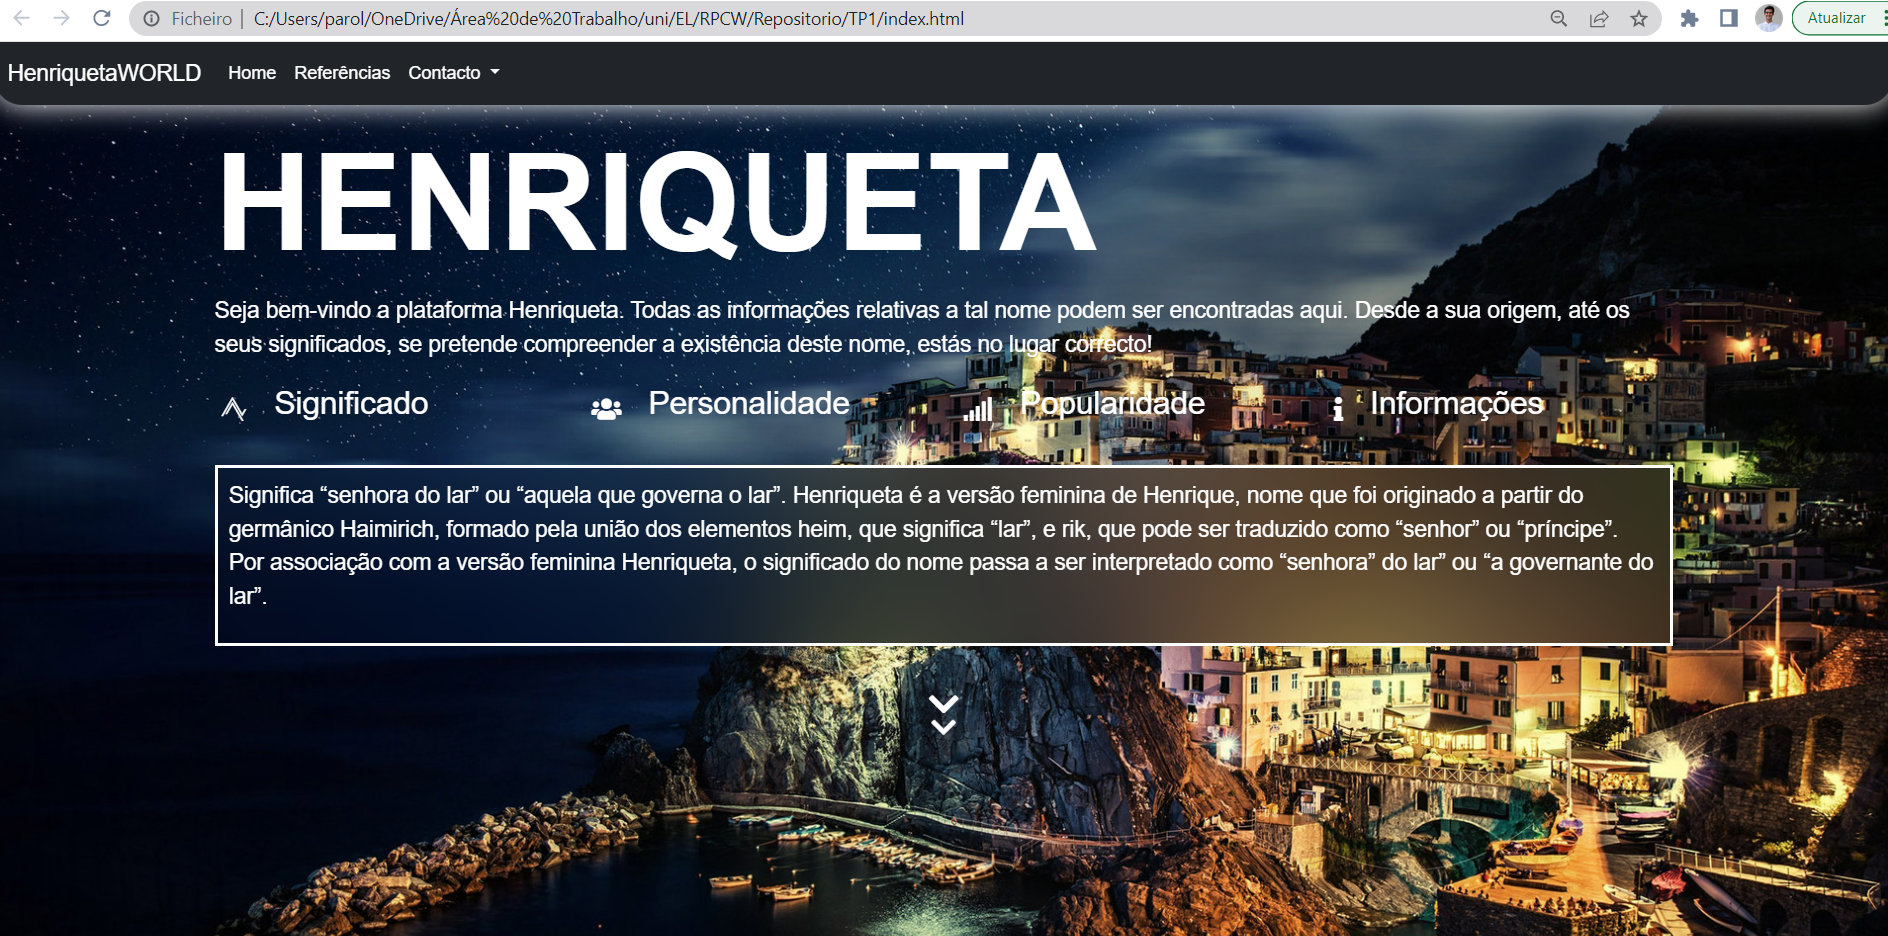 Ficheiro | C:/Users/parol/OneDrive/Área%20de%20Trabalho/uni/EL/RPCW/Repositorio/TP1/index.html Atualizar
HenriquetaWORLD Home Referências Contacto
HENRIQUETA
Seja bem-vindo a plataforma Henriqueta. Todas as informações relativas a tal nome podem ser encontradas aqui. Desde a sua origem, até os
seus significados, se pretende compreender a existência deste nome, estás no lugar correcto!
Significado Personalidade Popularidade Informações
Significa “senhora do lar” ou “aquela que governa o lar”. Henriqueta é a versão feminina de Henrique, nome que foi originado a partir do
germânico Haimirich, formado pela união dos elementos heim, que significa “lar”, e rik, que pode ser traduzido como “senhor” ou “príncipe”.
Por associação com a versão feminina Henriqueta, o significado do nome passa a ser interpretado como “senhora” do lar” ou “a governante do
lar”.